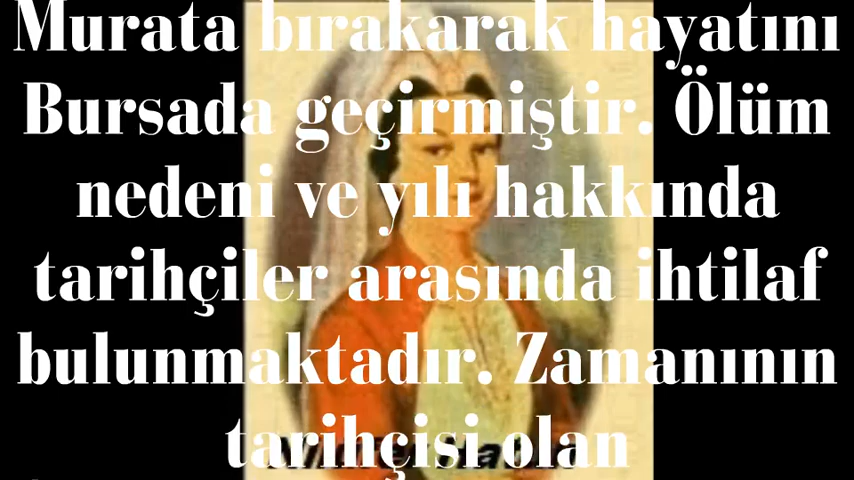 Murata bırakarak hayatını
Bursada geçirmiştir. Ölüm
nedeni ve yılı hakkında
tarihçiler arasında ihtilaf
bulunmaktadır. Zamanının
tarihçisi olan